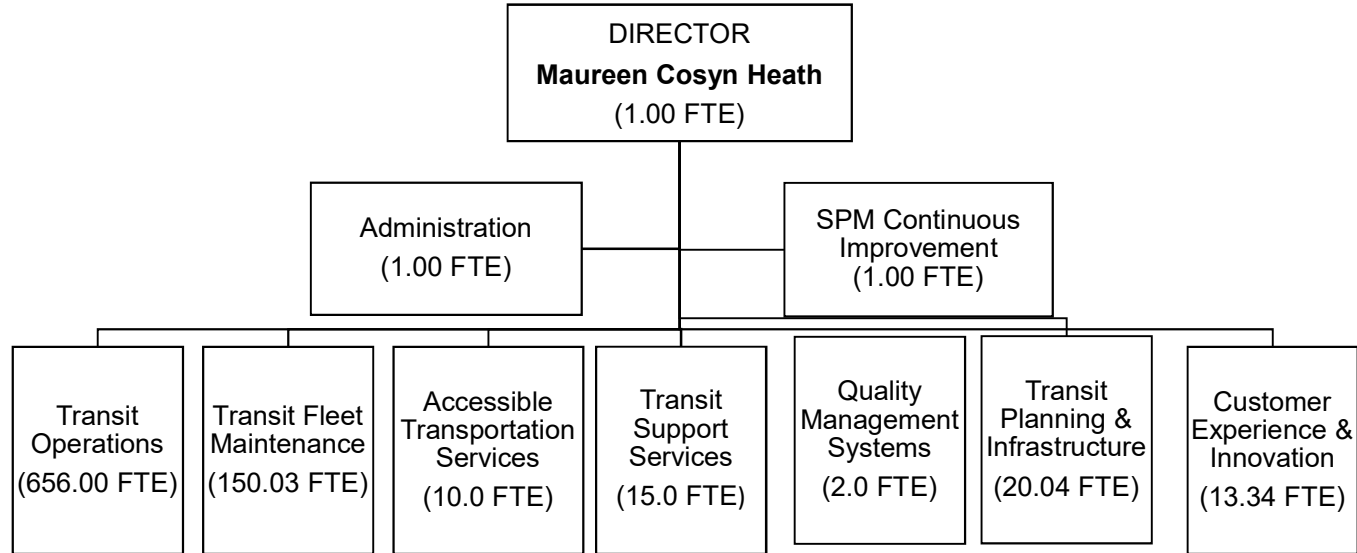 DIRECTOR
Maureen Cosyn Heath
(1.00 FTE)
Administration
(1.00 FTE)
SPM Continuous
Improvement
(1.00 FTE)
Transit
Operations
(656.00 FTE)
Transit Fleet
Maintenance
(150.03 FTE)
Accessible
Transportation
Services
(10.0 FTE)
Transit
Support
Services
(15.0 FTE)
Quality
Management
Systems
(2.0 FTE)
Transit
Planning &
Infrastructure
(20.04 FTE)
Customer
Experience &
Innovation
(13.34 FTE)